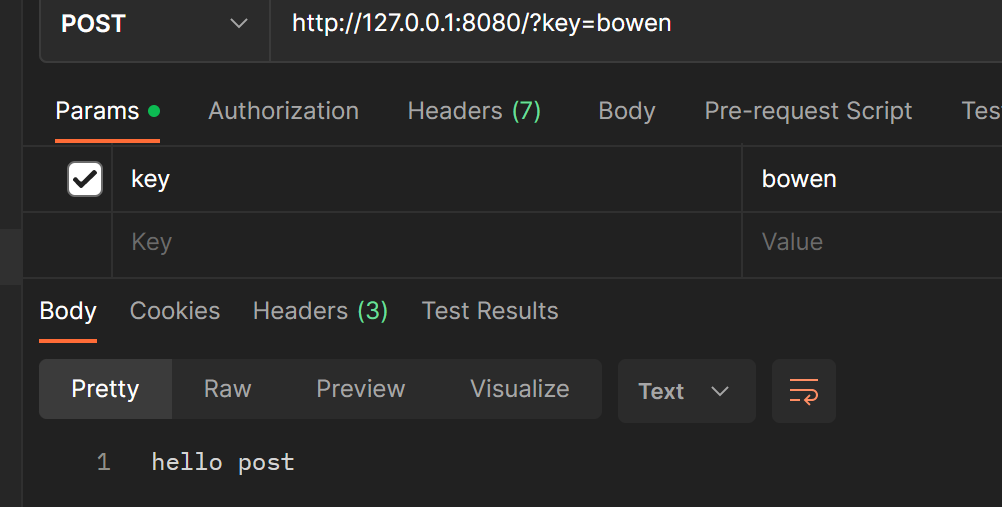 POST http://127.0.0.1:8080/?key=bowen
Params Authorization Headers (7) Body Pre-request Script Tes
key bowen
Key Value
Body Cookies Headers (3) Test Results
Pretty Raw Preview Visualize Text
1 hello post